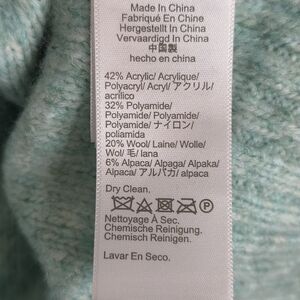 Made In China
Fabriqué En Chine
Hergestellt In China
Vervaardigd In China
中国製
hecho en china
42% Acrylic/ Acrylique/
Polyacryl/ Acryl/ アクリル/
acrílico
32% Polyamide/
Polyamide/ Polyamide/
Polyamide/ ナイロン/
poliamida
20% Wool/ Laine/ Wolle/
Wol/ 毛/ lana
6% Alpaca/ Alpaga/ Alpaka/
Alpaca/ アルパカ/ alpaca
Dry Clean.
P
Nettoyage À Sec.
Chemische Reinigung.
Chemisch Reinigen.
Lavar En Seco.